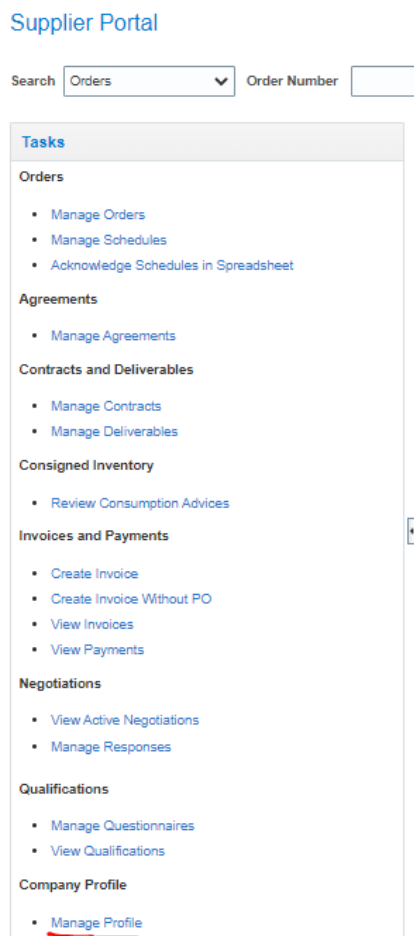 Supplier Portal
Search Orders Order Number
Tasks
Orders
Manage Orders
Manage Schedules
Acknowledge Schedules in Spreadsheet
Agreements
Manage Agreements
Contracts and Deliverables
Manage Contracts
Manage Deliverables
Consigned Inventory
Review Consumption Advices
Invoices and Payments
Create Invoice
Create Invoice Without PO
View Invoices
View Payments
Negotiations
View Active Negotiations
Manage Responses
Qualifications
Manage Questionnaires
View Qualifications
Company Profile
Manage Profile